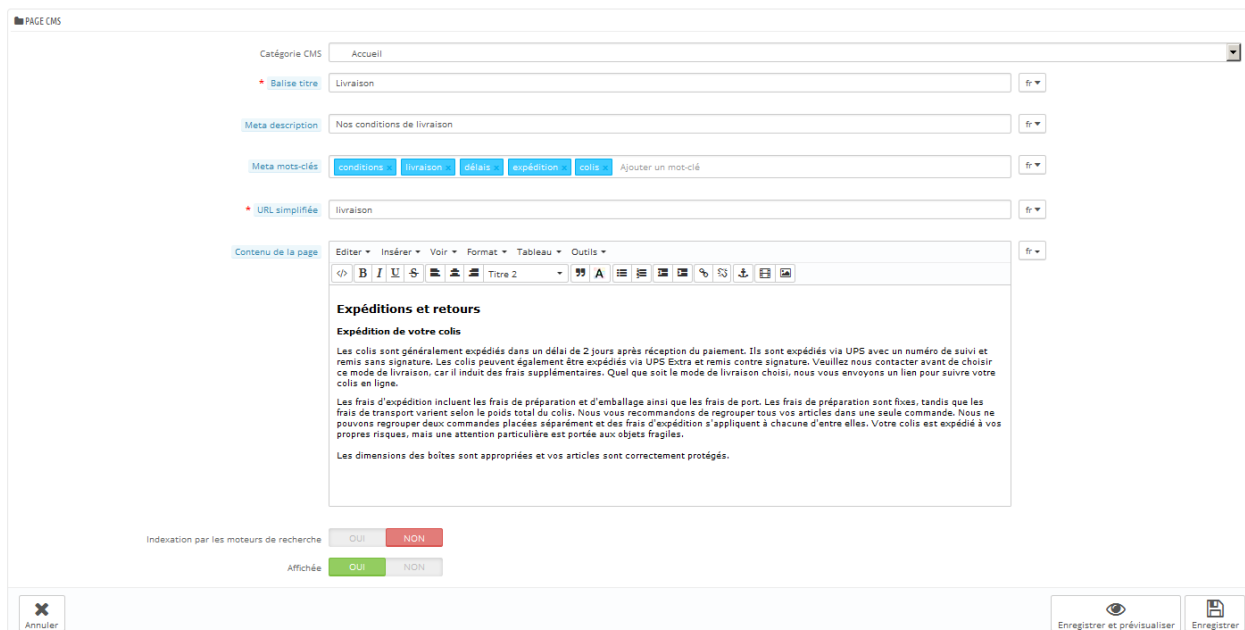 PAGE CMS
Catégorie CMS Accueil
* Balise titre Livraison fr
Meta description Nos conditions de livraison fr
Meta mots-clés conditions x livraison x délais x expédition x colis x Ajouter un mot-clé fr
* URL simplifiée livraison fr
Contenu de la page Editer Insérer Voir Format Tableau Outils fr
</> B I U S Titre 2 A
Expéditions et retours
Expédition de votre colis
Les colis sont généralement expédiés dans un délai de 2 jours après réception du paiement. Ils sont expédiés via UPS avec un numéro de suivi et
remis sans signature. Les colis peuvent également être expédiés via UPS Extra et remis contre signature. Veuillez nous contacter avant de choisir
ce mode de livraison, car il induit des frais supplémentaires. Quel que soit le mode de livraison choisi, nous vous envoyons un lien pour suivre votre
colis en ligne.
Les frais d'expédition incluent les frais de préparation et d'emballage ainsi que les frais de port. Les frais de préparation sont fixes, tandis que les
frais de transport varient selon le poids total du colis. Nous vous recommandons de regrouper tous vos articles dans une seule commande. Nous ne
pouvons regrouper deux commandes placées séparément et des frais d'expédition s'appliquent à chacune d'entre elles. Votre colis est expédié à vos
propres risques, mais une attention particulière est portée aux objets fragiles.
Les dimensions des boîtes sont appropriées et vos articles sont correctement protégés.
Indexation par les moteurs de recherche OUI NON
Affichée OUI NON
Annuler Enregistrer et prévisualiser Enregistrer